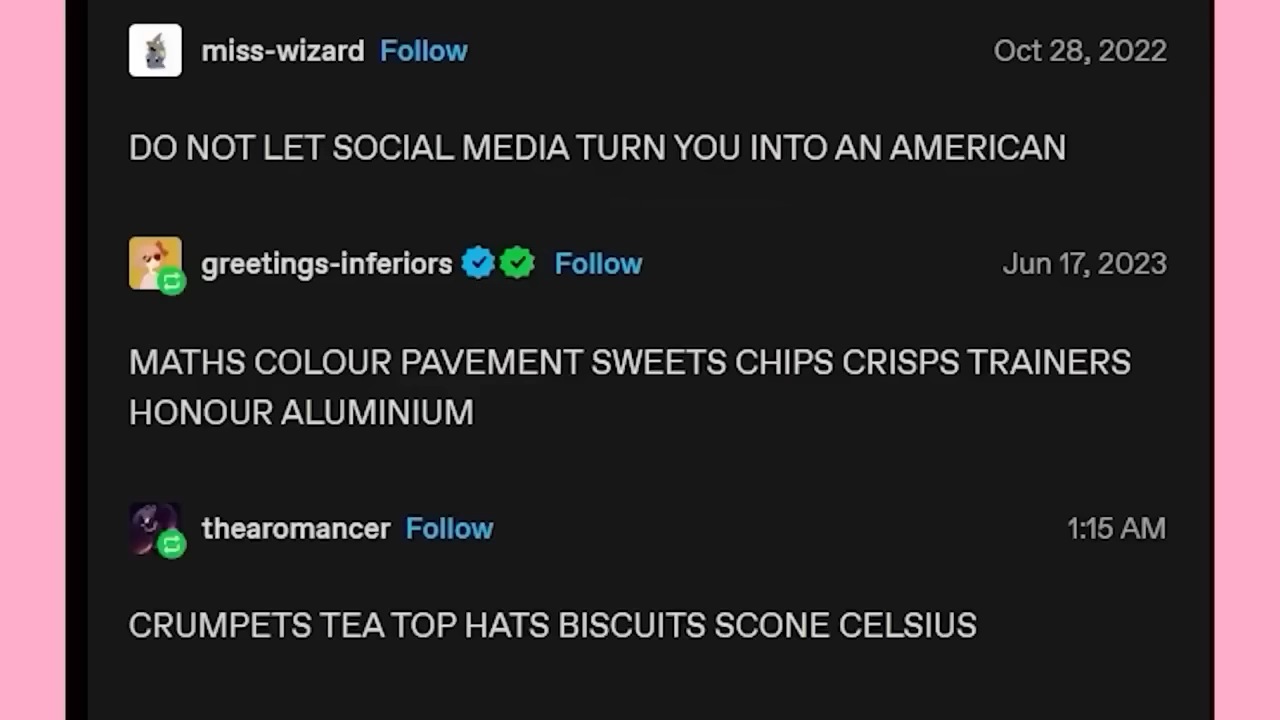 miss-wizard Follow Oct 28, 2022
DO NOT LET SOCIAL MEDIA TURN YOU INTO AN AMERICAN
greetings-inferiors Follow Jun 17, 2023
MATHS COLOUR PAVEMENT SWEETS CHIPS CRISPS TRAINERS
HONOUR ALUMINIUM
thearomancer Follow 1:15 AM
CRUMPETS TEA TOP HATS BISCUITS SCONE CELSIUS